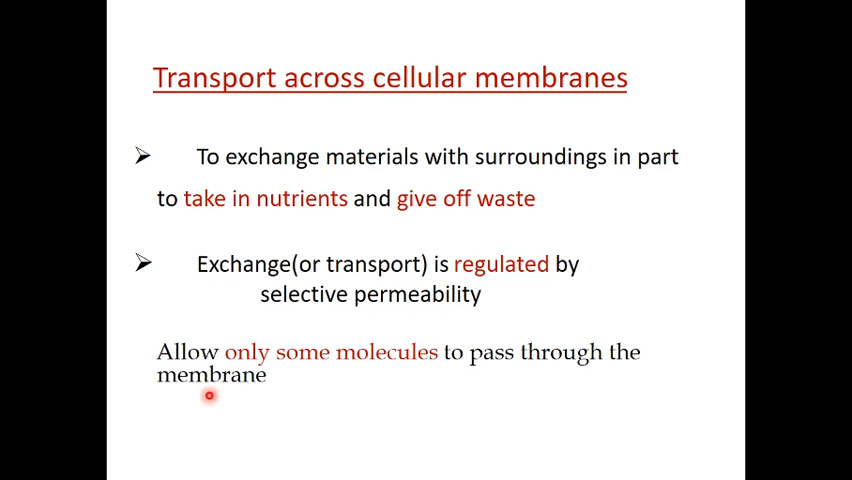 Transport across cellular membranes
➢ To exchange materials with surroundings in part
to take in nutrients and give off waste
➢ Exchange(or transport) is regulated by
selective permeability
Allow only some molecules to pass through the
membrane